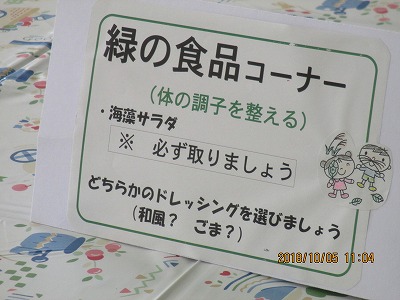 緑の食品コーナー
(体の調子を整える)
・海藻サラダ
※ 必ず取りましょう
どちらかのドレッシングを選びましょう
(和風? ごま?)
2018/10/05 11:04